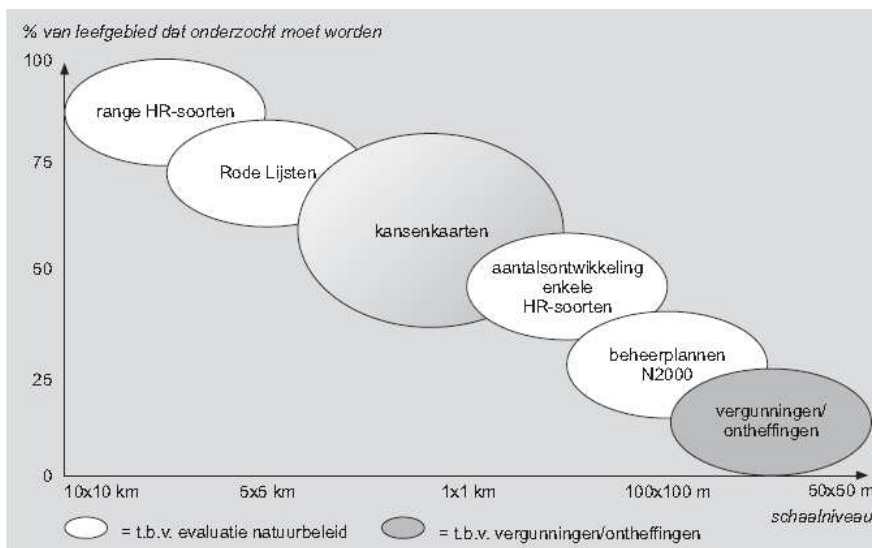 % van leefgebied dat onderzocht moet worden
100
75
50
25
0
range HR-soorten
Rode Lijsten
kansenkaarten
aantalsontwikkeling
enkele
HR-soorten
beheerplannen
N2000
vergunningen/
ontheffingen
10x10 km
5x5 km
1x1 km
100x100 m
50x50 m
schaalniveau
= t.b.v. evaluatie natuurbeleid
= t.b.v. vergunningen/ontheffingen